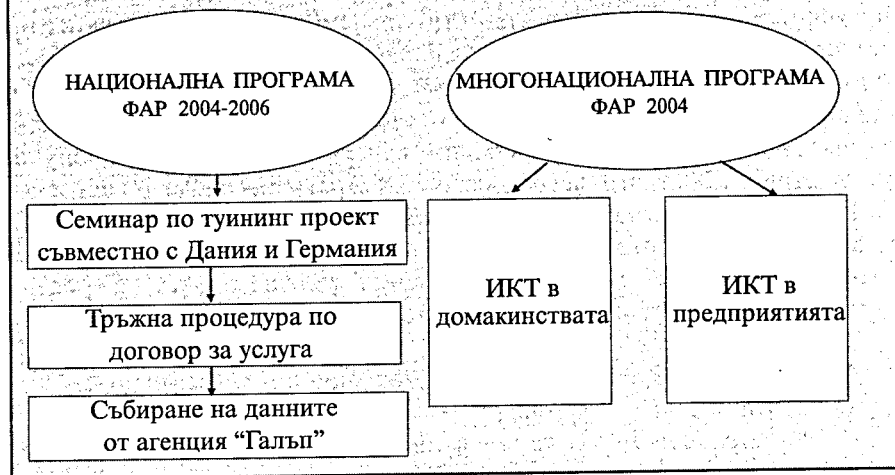 НАЦИОНАЛНА ПРОГРАМА
ФАР 2004-2006
МНОГОНАЦИОНАЛНА ПРОГРАМА
ФАР 2004
Семинар по туининг проект
съвместно с Дания и Германия
Тръжна процедура по
договор за услуга
Събиране на данните
от агенция “Галъп”
ИКТ в
домакинствата
ИКТ в
предприятията